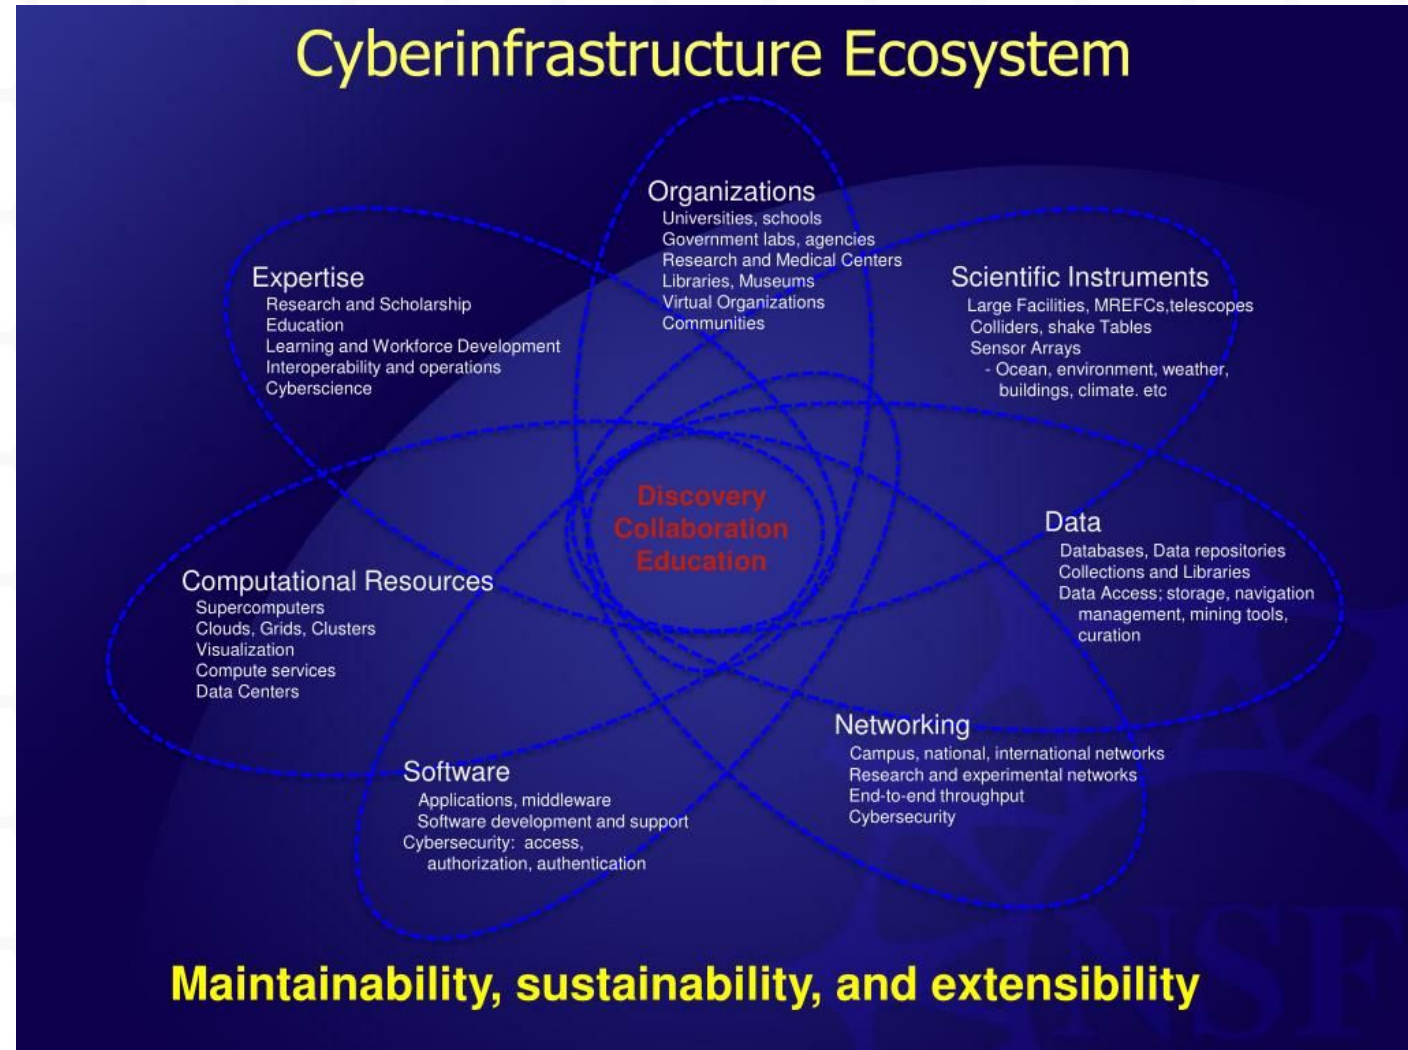 Cyberinfrastructure Ecosystem
Organizations
Universities, schools
Government labs, agencies
Research and Medical Centers
Libraries, Museums
Virtual Organizations
Communities
Expertise
Research and Scholarship
Education
Learning and Workforce Development
Interoperability and operations
Cyberscience
Scientific Instruments
Large Facilities, MREFCs,telescopes
Colliders, shake Tables
Sensor Arrays
- Ocean, environment, weather,
buildings, climate. etc
Discovery
Collaboration
Education
Data
Databases, Data repositories
Collections and Libraries
Data Access; storage, navigation
management, mining tools,
curation
Computational Resources
Supercomputers
Clouds, Grids, Clusters
Visualization
Compute services
Data Centers
Networking
Campus, national, international networks
Research and experimental networks
End-to-end throughput
Cybersecurity
Software
Applications, middleware
Software development and support
Cybersecurity: access,
authorization, authentication
NSF
Maintainability, sustainability, and extensibility